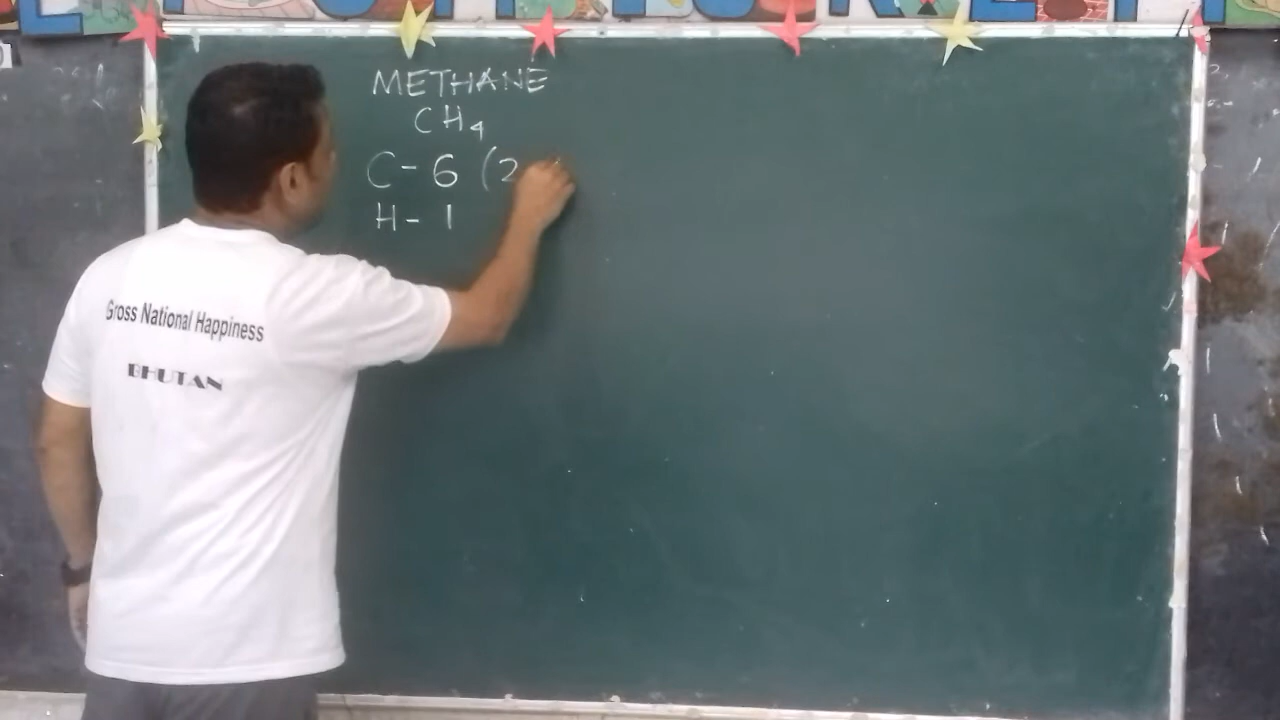 METHANE
CH₄
C - 6 (2
H - 1
Gross National Happiness
BHUTAN